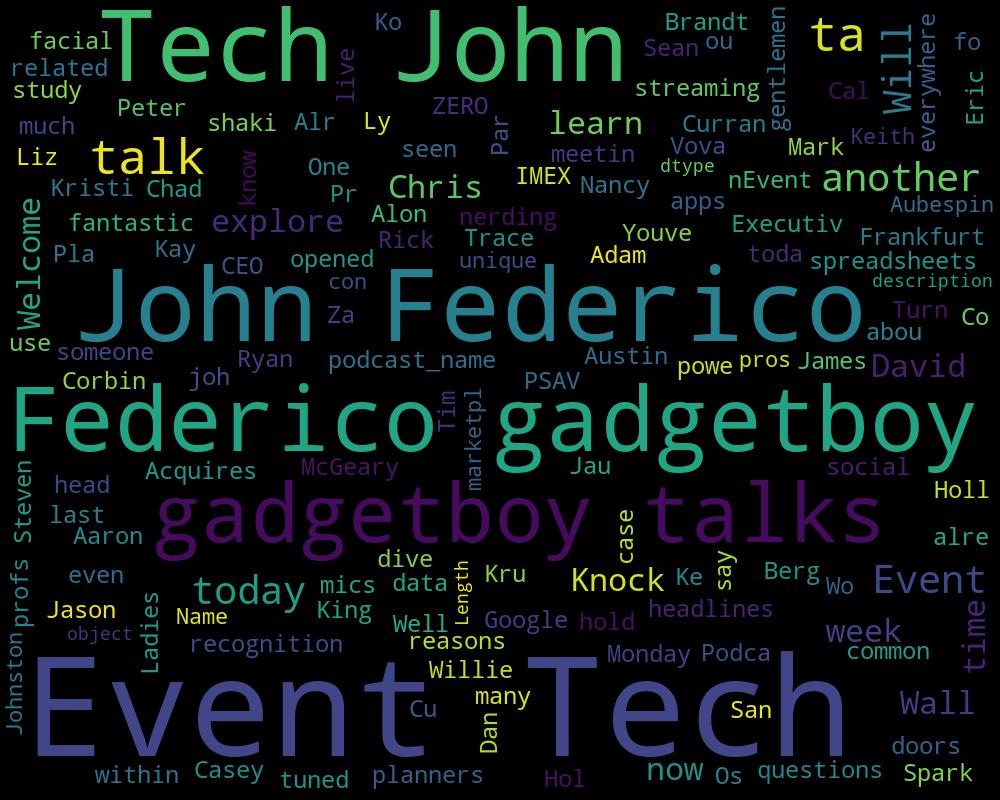 Tech John
Ko
Brandt
Sean ou
gentlemen
ta
Will
everywhere
fo
facial
related
live
study
streaming
Cal
Eric
Peter
ZERO
much
shaki Alr Ly
Par
learn
Curran
Keith
Liz
talk
seen
meetin
Vova
Mark
know
One
IMEX
dtype
Kristi Chad
Pr
Chris
Nancy
nEvent
another
apps
Aubespin
Welcome
fantastic
explore
Alon
nerding
Youve
Executiv
Rick
Trace
Frankfurt
Pla
Kay
CEO
opened
unique
Adam
toda
spreadsheets
con
description
John Federico
Za
Turn
Co
abou
use
someone
Ryan
podcast_name
Austin
powe
pros
James
David
Corbin
joh
PSAV
Federico gadgetboy
Tim
marketpl
Acquires
McGeary
Jau
social
Steven
head
gadgetboy talks
Holl
last
Aaron
case
alre
profs
even
dive
say
today
mics
data
Length
Kru
Knock
Ke
Berg
Wo
Event
Jason
Name
King
Well
Google
hold
headlines
time
Ladies
object
recognition
reasons
week
Johnston
Monday
Podca
common
Event Tech
Willie
many
Cu
Dan
San
Wall
doors
within
Casey
tuned
planners
Hol
now
Os
questions
Spark